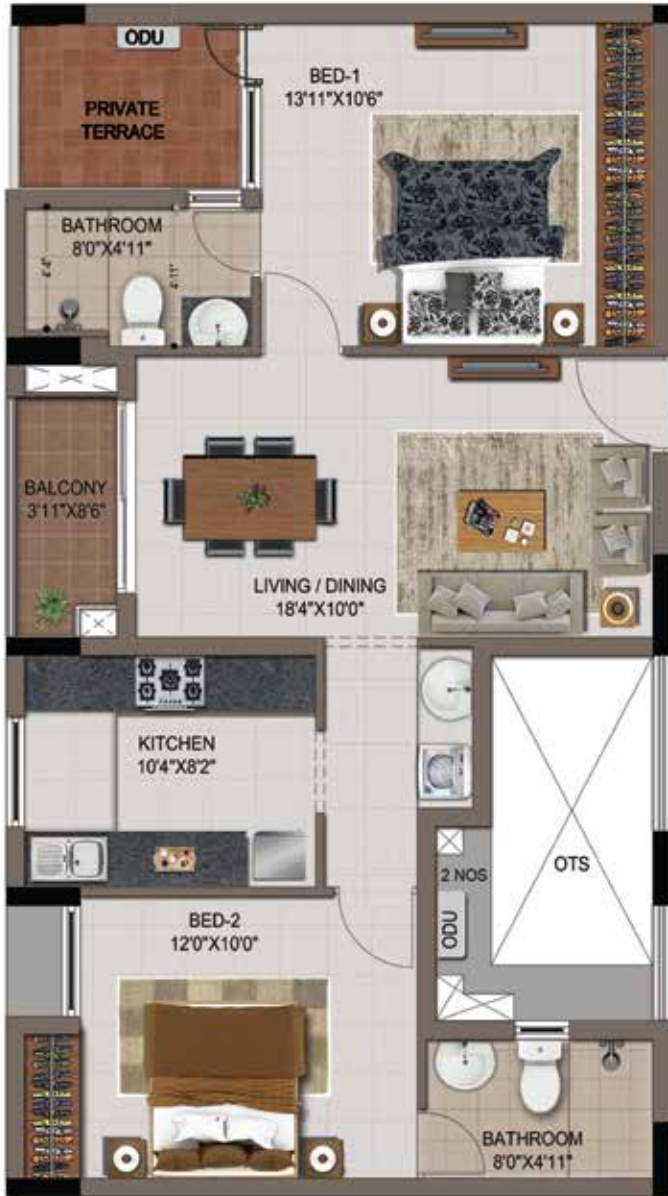 ODU
PRIVATE
TERRACE
BED-1
13'11"X10'6"
BATHROOM
8'0"X4'11"
4'-11"
BALCONY
3'11"X8'6"
LIVING / DINING
18'4"X10'0"
KITCHEN
10'4"X8'2"
OTS
2 NOS
ODU
BED-2
12'0"X10'0"
BATHROOM
8'0"X4'11"